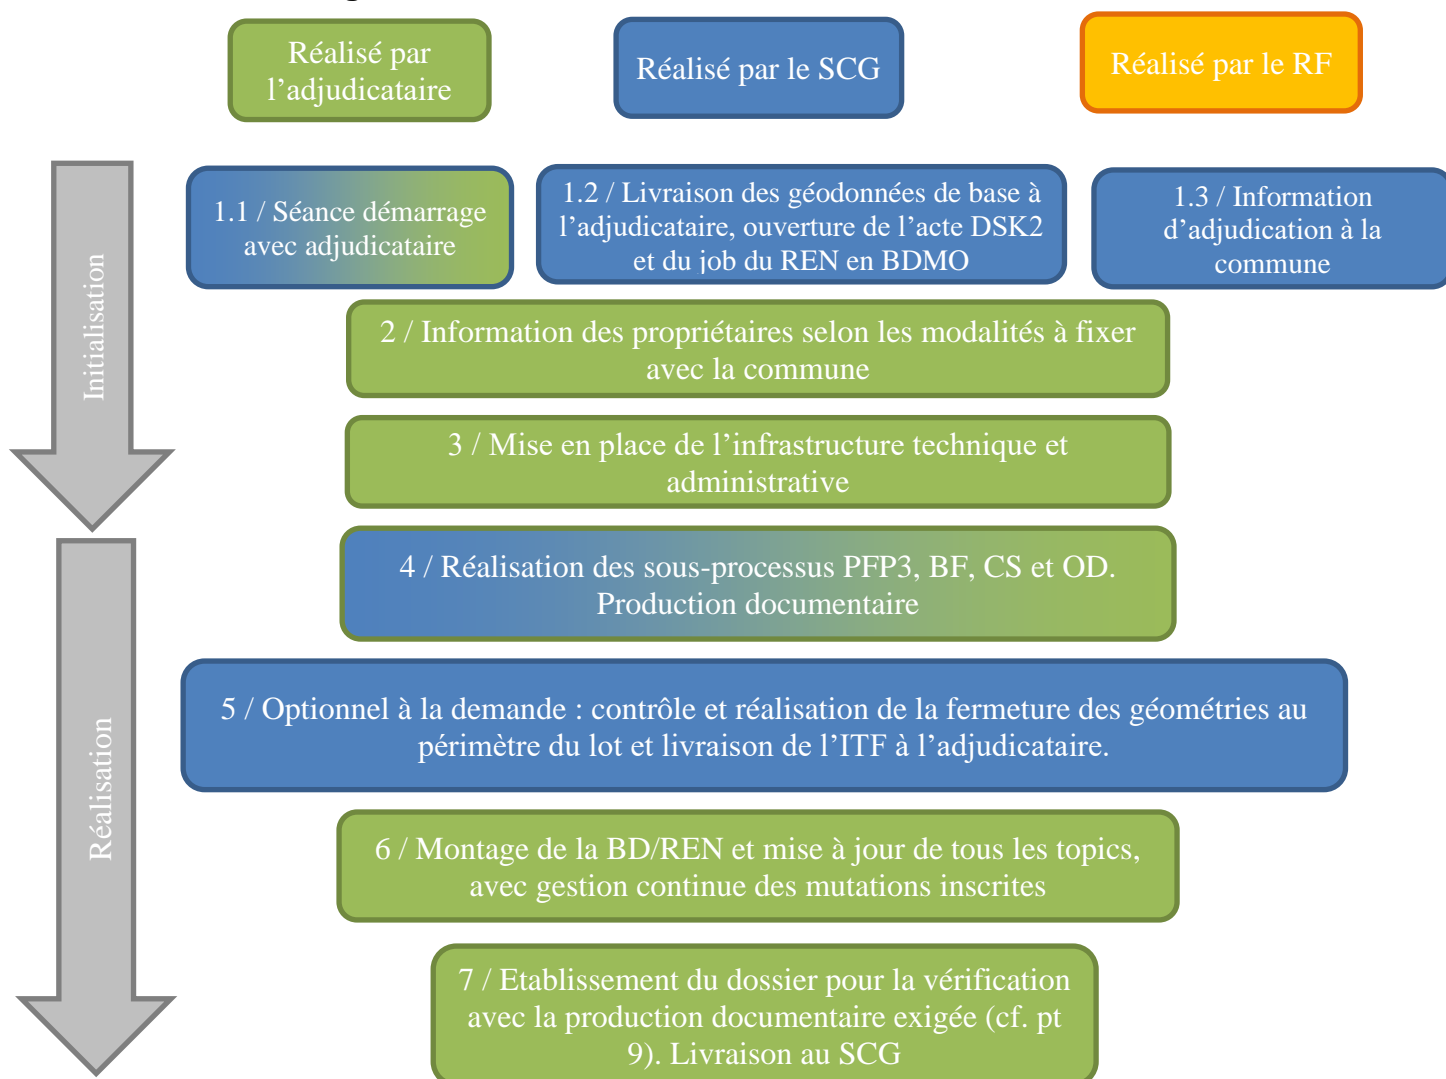 Réalisé par
l’adjudicataire
Réalisé par le SCG
Réalisé par le RF
Initialisation
1.1 / Séance démarrage
avec adjudicataire
1.2 / Livraison des géodonnées de base à
l’adjudicataire, ouverture de l’acte DSK2
et du job du REN en BDMO
1.3 / Information
d’adjudication à la
commune
2 / Information des propriétaires selon les modalités à fixer
avec la commune
3 / Mise en place de l’infrastructure technique et
administrative
Réalisation
4 / Réalisation des sous-processus PFP3, BF, CS et OD.
Production documentaire
5 / Optionnel à la demande : contrôle et réalisation de la fermeture des géométries au
périmètre du lot et livraison de l’ITF à l’adjudicataire.
6 / Montage de la BD/REN et mise à jour de tous les topics,
avec gestion continue des mutations inscrites
7 / Etablissement du dossier pour la vérification
avec la production documentaire exigée (cf. pt
9). Livraison au SCG